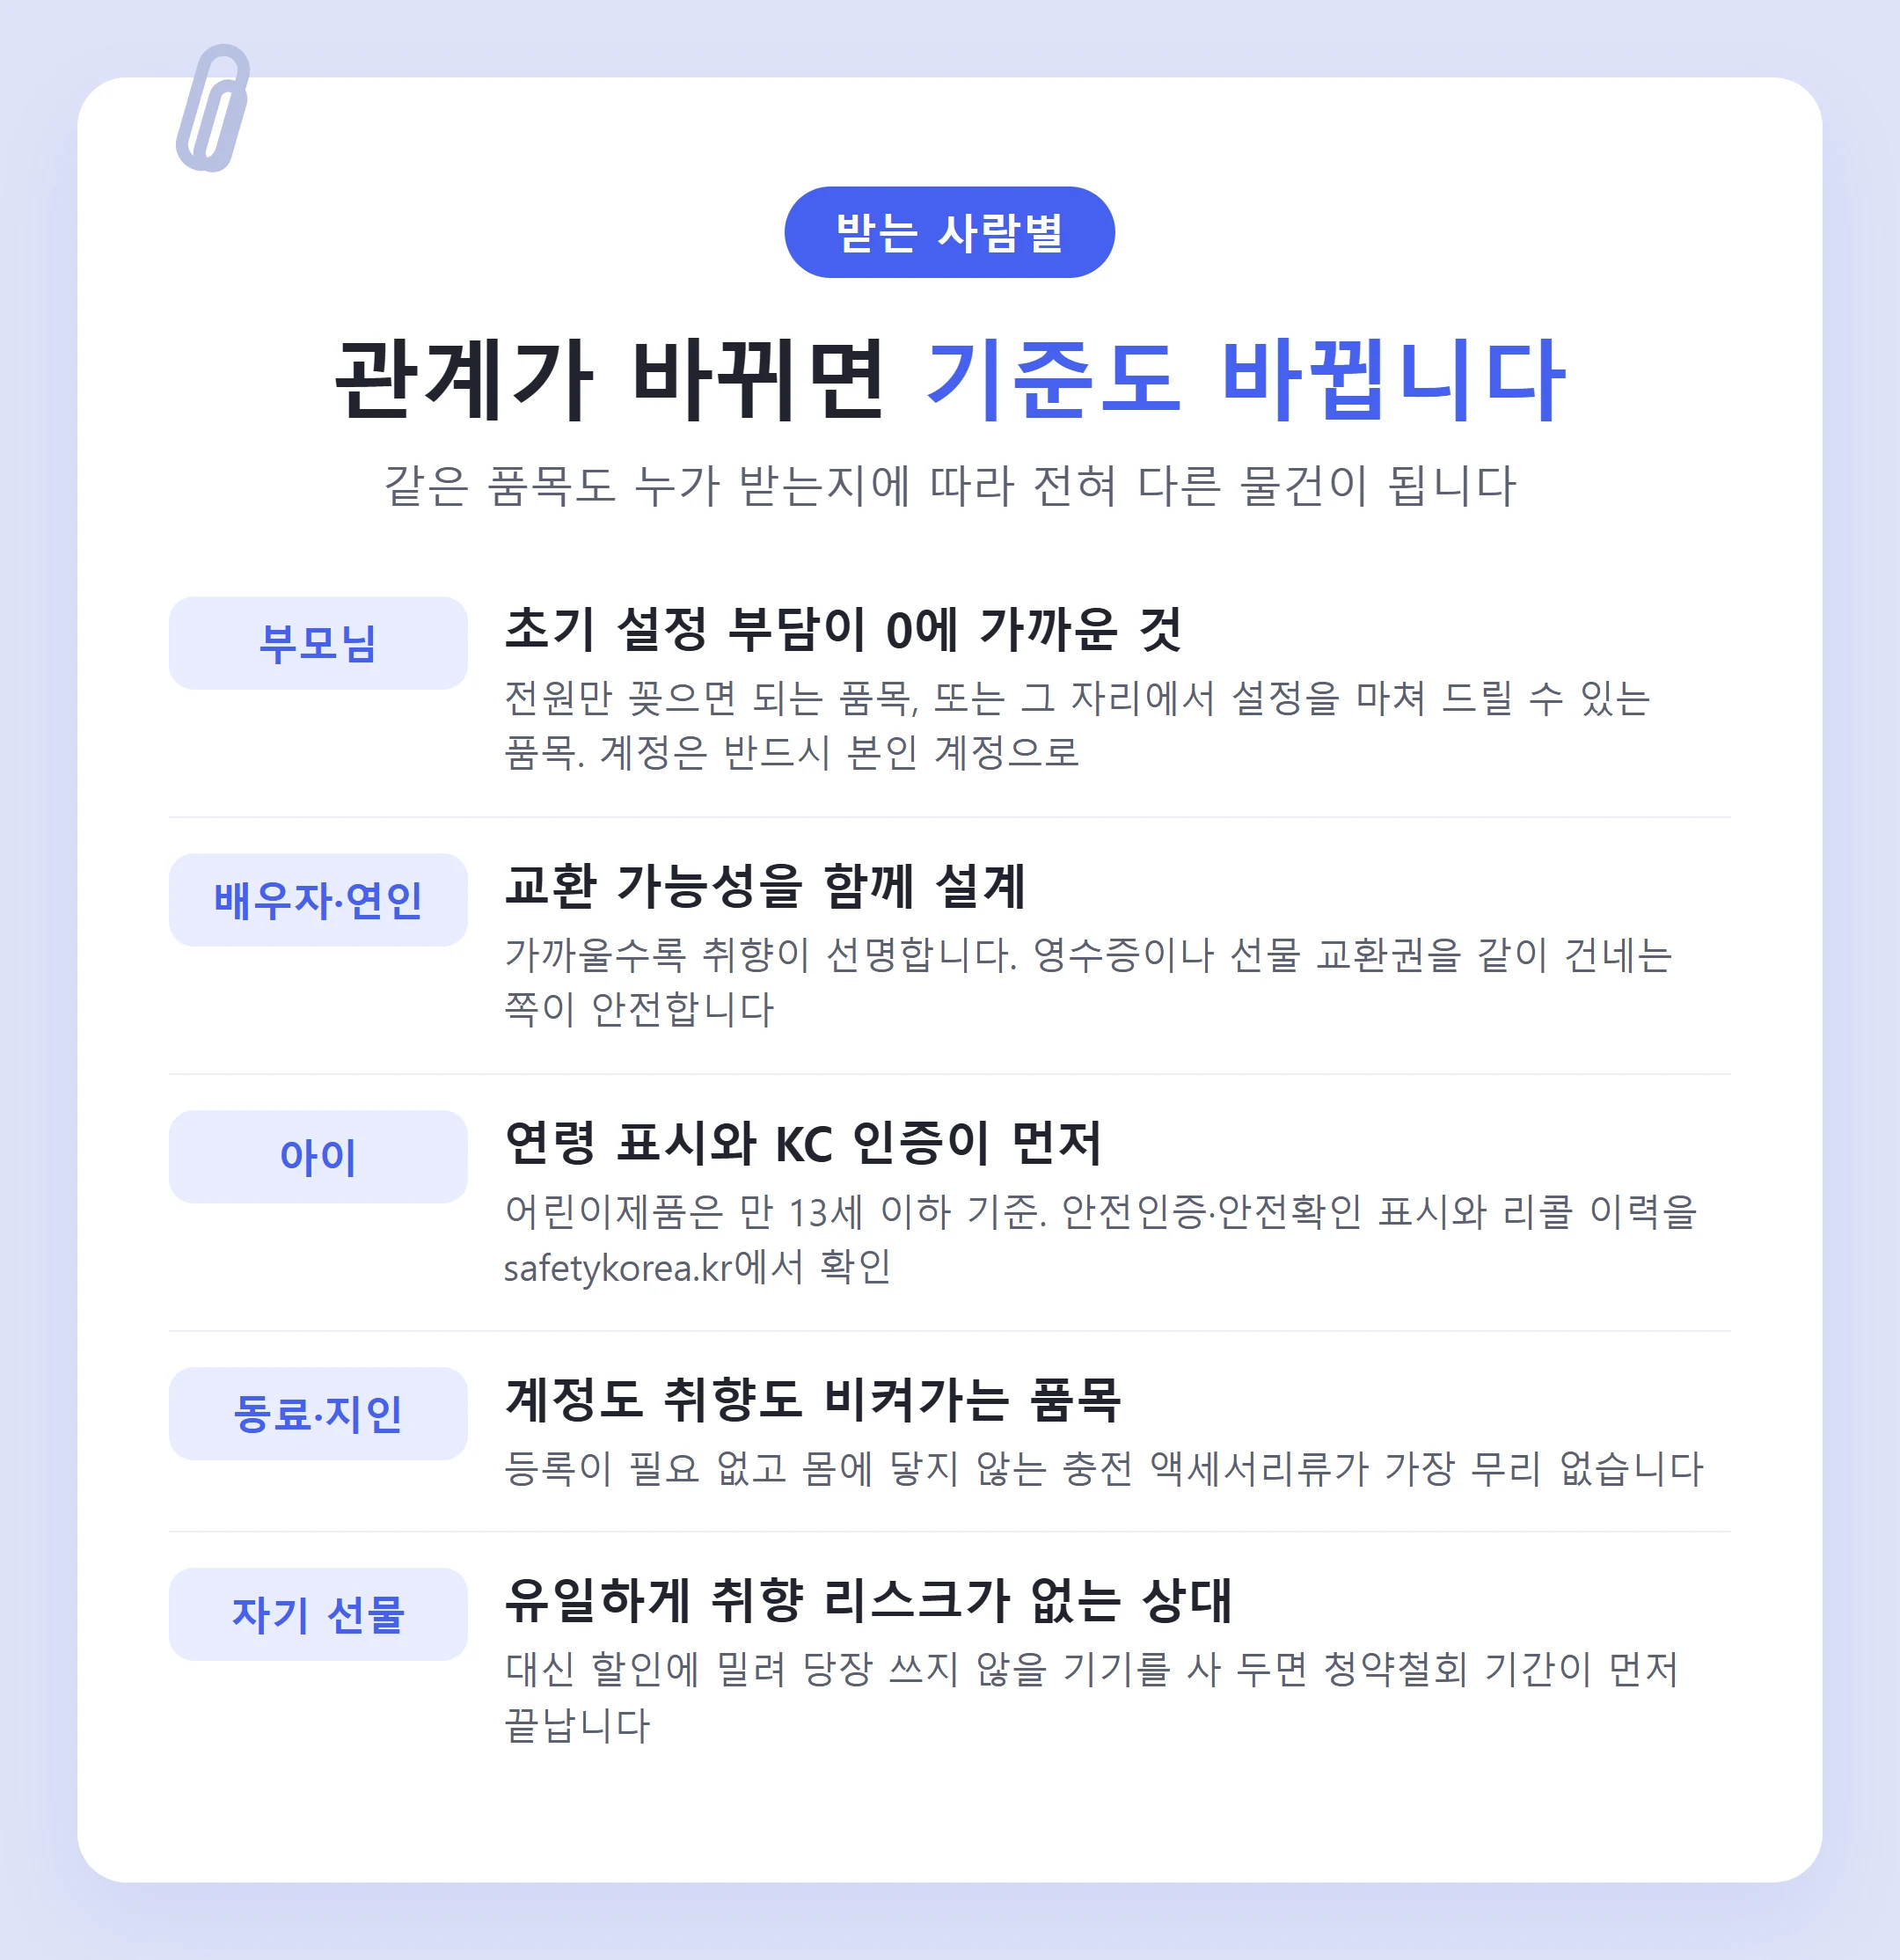 받는 사람별
관계가 바뀌면 기준도 바뀝니다
같은 품목도 누가 받는지에 따라 전혀 다른 물건이 됩니다
부모님
초기 설정 부담이 0에 가까운 것
전원만 꽂으면 되는 품목, 또는 그 자리에서 설정을 마쳐 드릴 수 있는
품목. 계정은 반드시 본인 계정으로
배우자·연인
교환 가능성을 함께 설계
가까울수록 취향이 선명합니다. 영수증이나 선물 교환권을 같이 건네는
쪽이 안전합니다
아이
연령 표시와 KC 인증이 먼저
어린이제품은 만 13세 이하 기준. 안전인증·안전확인 표시와 리콜 이력을
safetykorea.kr에서 확인
동료·지인
계정도 취향도 비켜가는 품목
등록이 필요 없고 몸에 닿지 않는 충전 액세서리류가 가장 무리 없습니다
자기 선물
유일하게 취향 리스크가 없는 상대
대신 할인에 밀려 당장 쓰지 않을 기기를 사 두면 청약철회 기간이 먼저
끝납니다